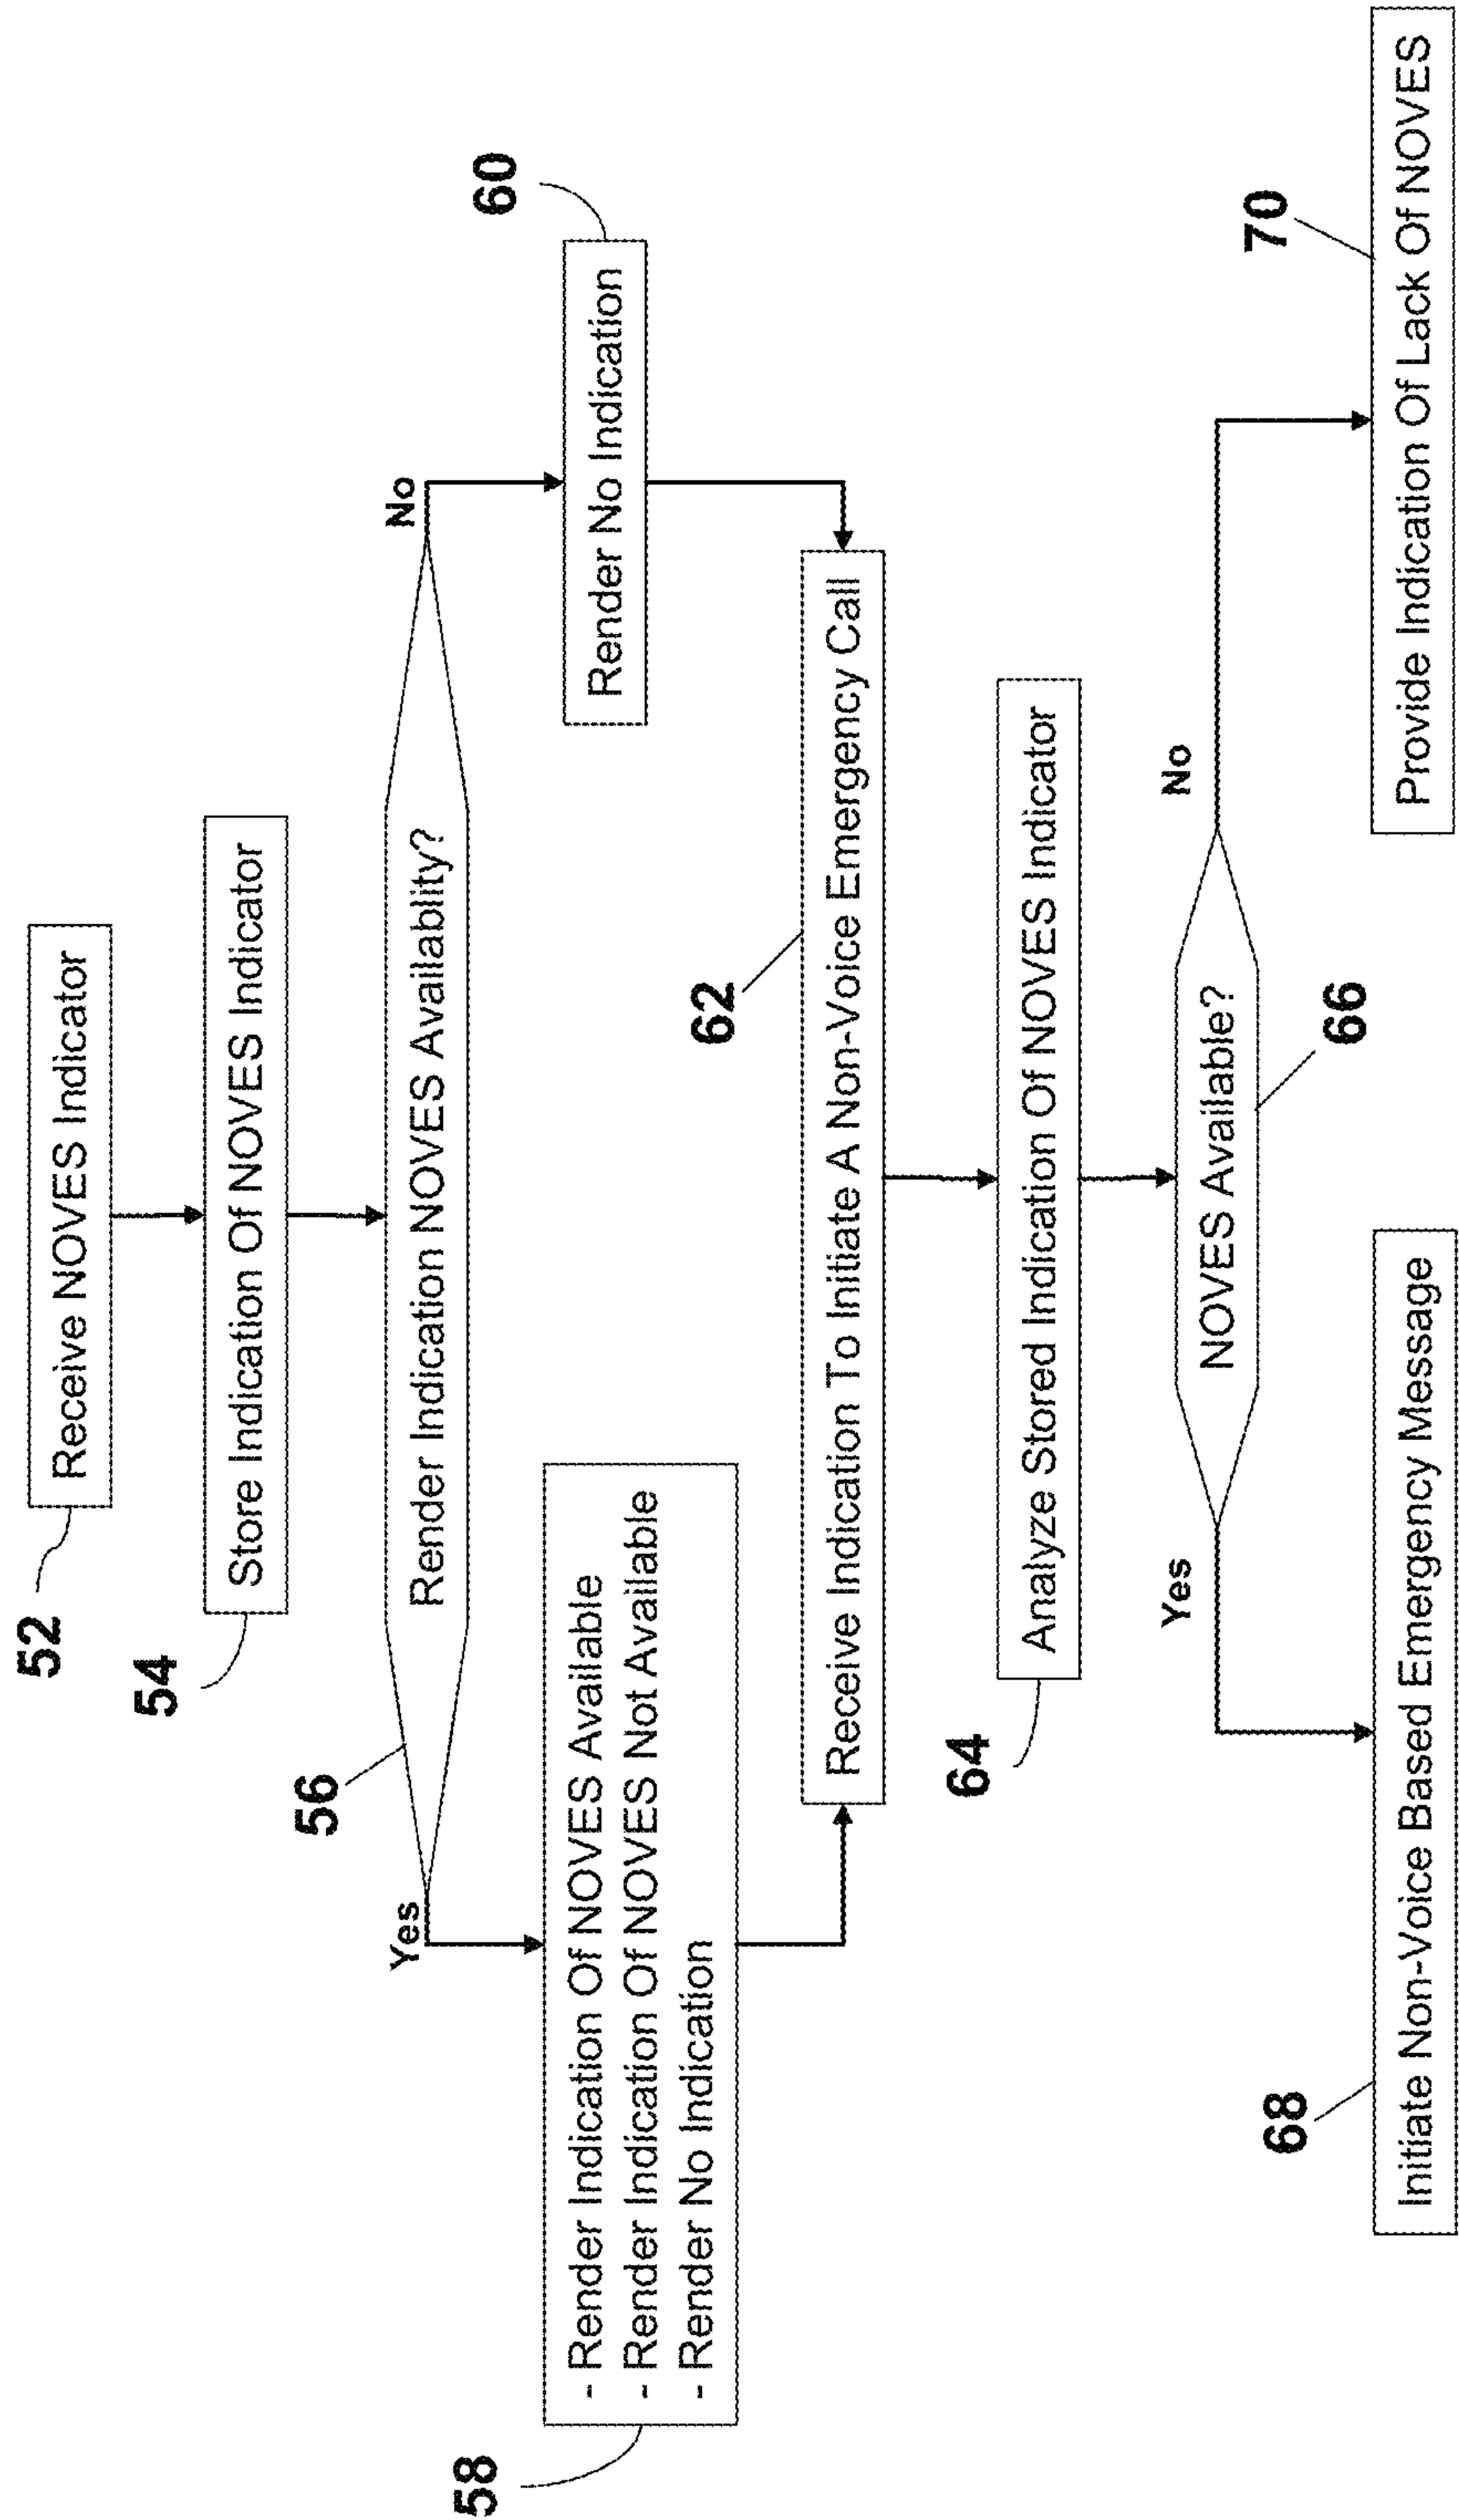 52
Receive NOVES Indicator
54
Store Indication Of NOVES Indicator
56
Render Indication NOVES Availablity?
Yes
No
58
- Render Indication Of NOVES Available
- Render Indication Of NOVES Not Available
- Render No Indication
60
Render No Indication
62
Receive Indication To Initiate A Non-Voice Emergency Call
64
Analyze Stored Indication Of NOVES Indicator
NOVES Available?
66
Yes
No
68
Initiate Non-Voice Based Emergency Message
70
Provide Indication Of Lack Of NOVES